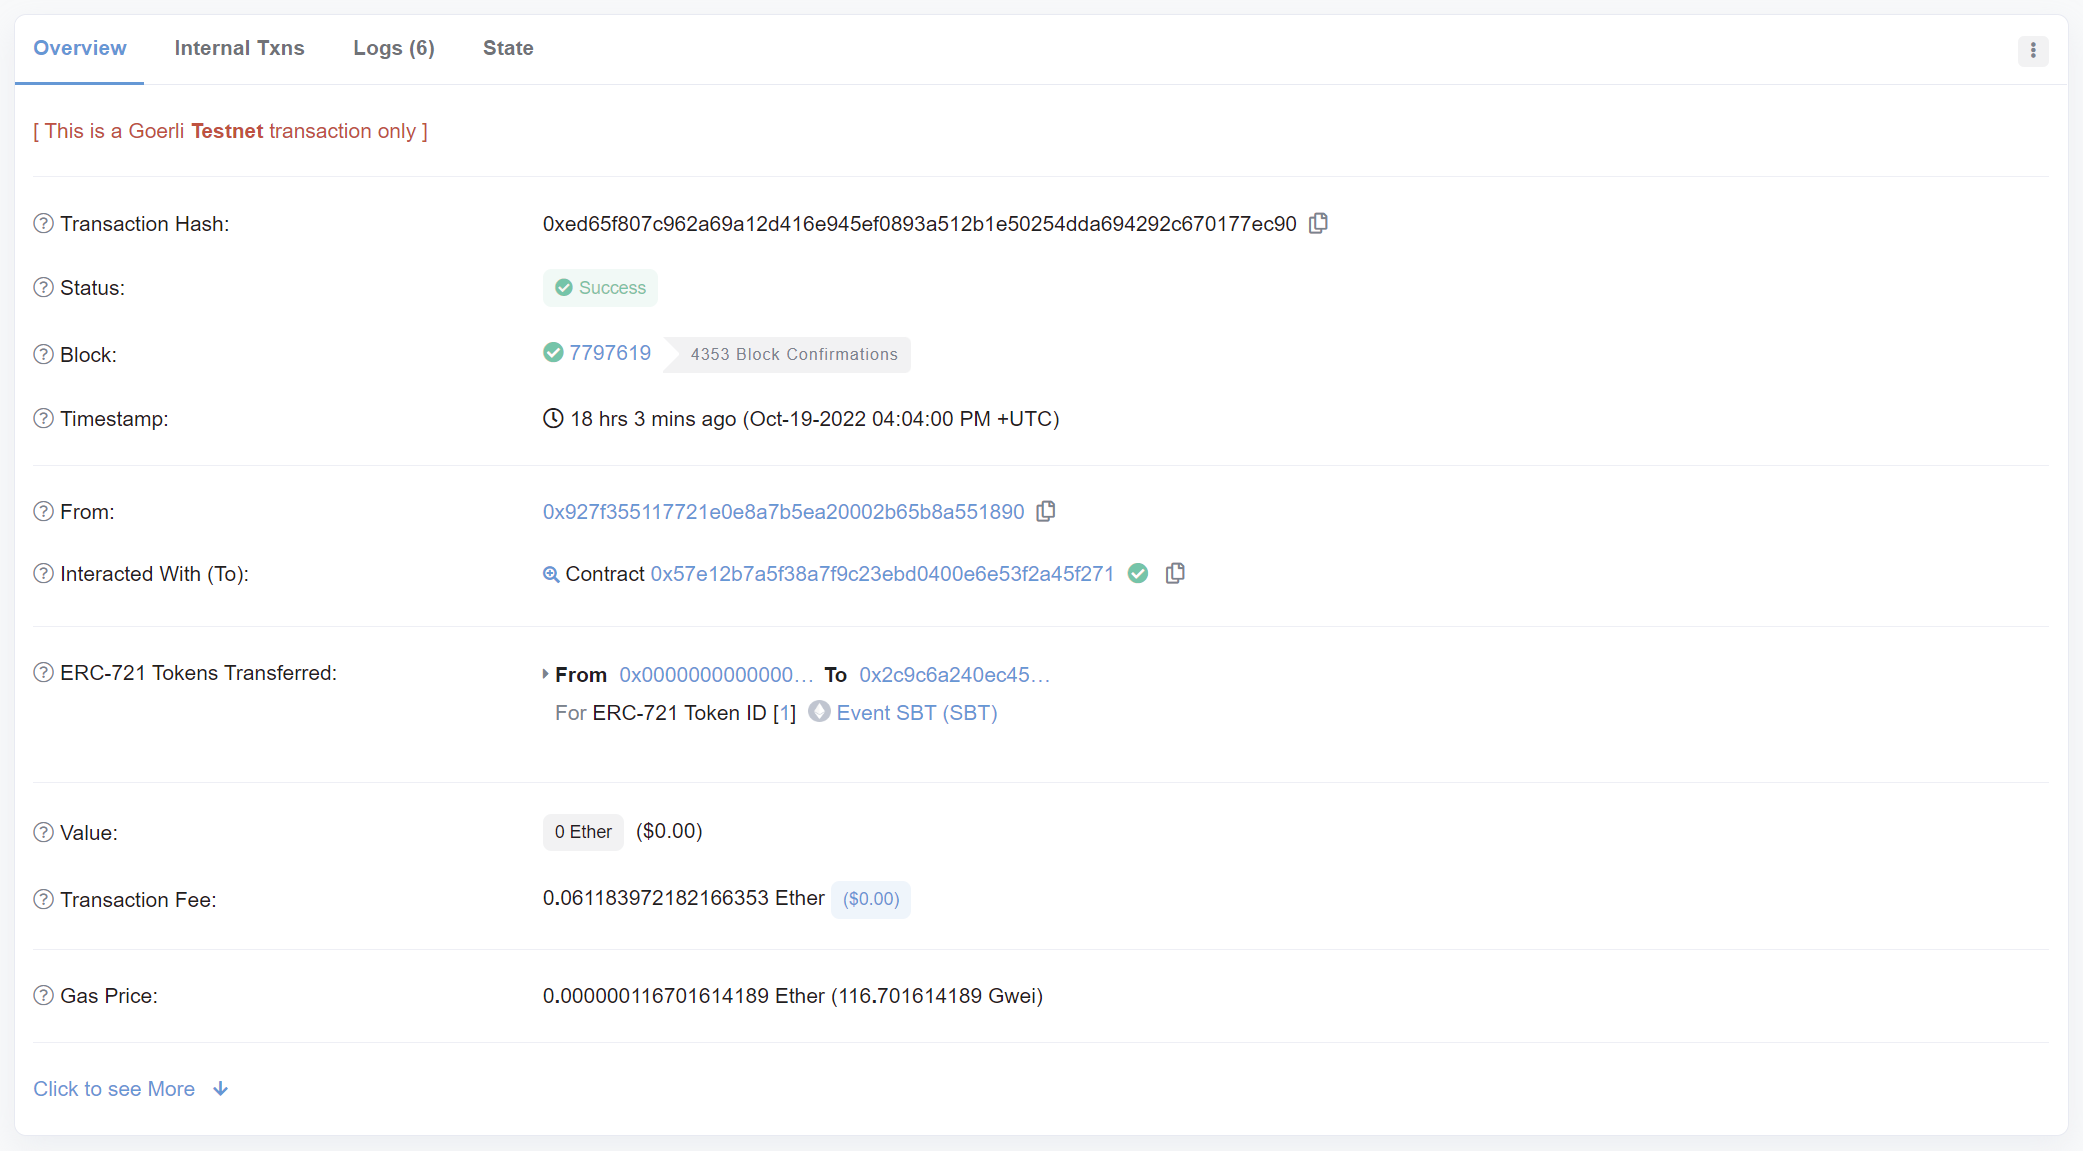 Overview Internal Txns Logs (6) State
[ This is a Goerli Testnet transaction only ]
Transaction Hash: 0xed65f807c962a69a12d416e945ef0893a512b1e50254dda694292c670177ec90
Status: Success
Block: 7797619 4353 Block Confirmations
Timestamp: 18 hrs 3 mins ago (Oct-19-2022 04:04:00 PM +UTC)
From: 0x927f355117721e0e8a7b5ea20002b65b8a551890
Interacted With (To): Contract 0x57e12b7a5f38a7f9c23ebd0400e6e53f2a45f271
ERC-721 Tokens Transferred: From 0x0000000000000... To 0x2c9c6a240ec45...
For ERC-721 Token ID [1] Event SBT (SBT)
Value: 0 Ether ($0.00)
Transaction Fee: 0.061183972182166353 Ether ($0.00)
Gas Price: 0.000000116701614189 Ether (116.701614189 Gwei)
Click to see More